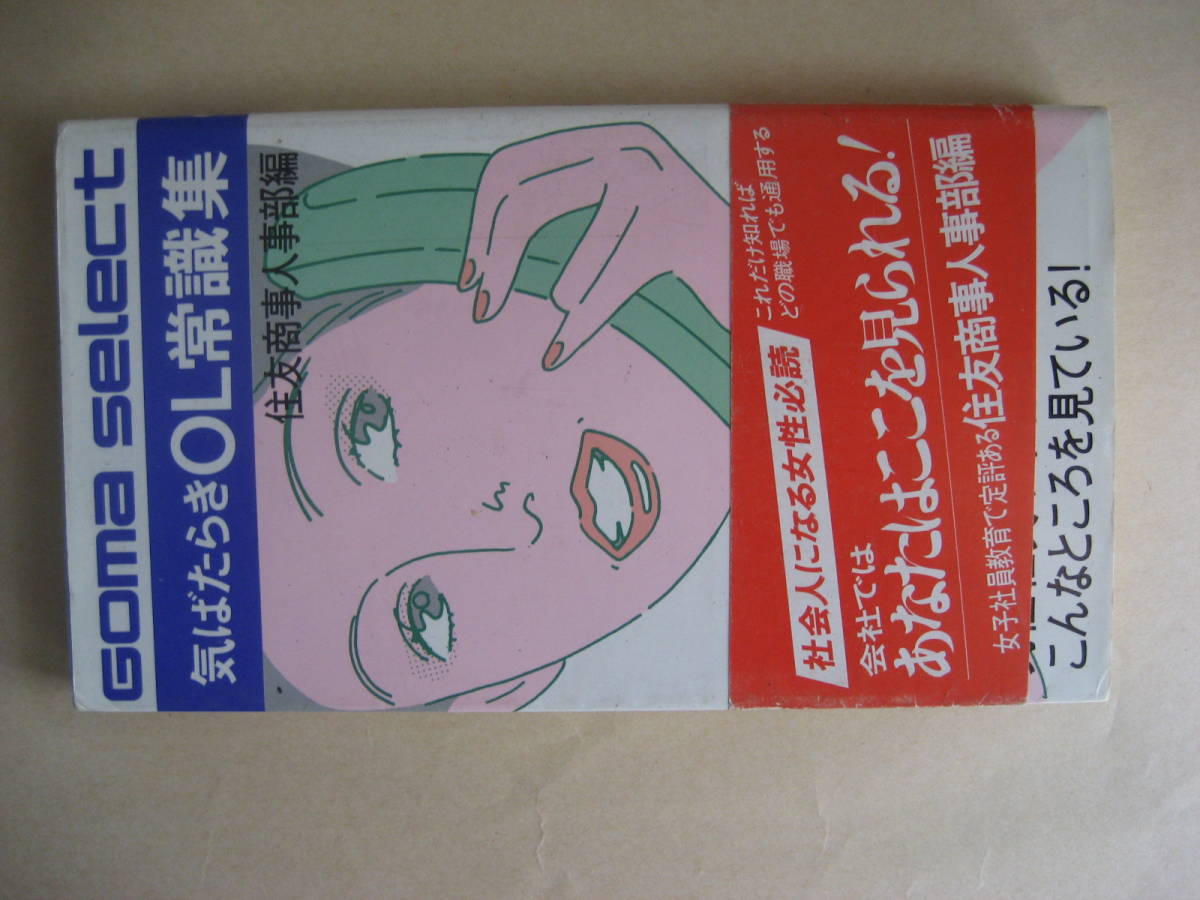 GOMA select
気ばたらきOL常識集
住友商事人事部編
これだけ知れば
どの職場でも通用する
社会人になる女性必読
会社では
あなたはここを見られる!
女子社員教育で定評ある住友商事人事部編
こんなところを見ている!